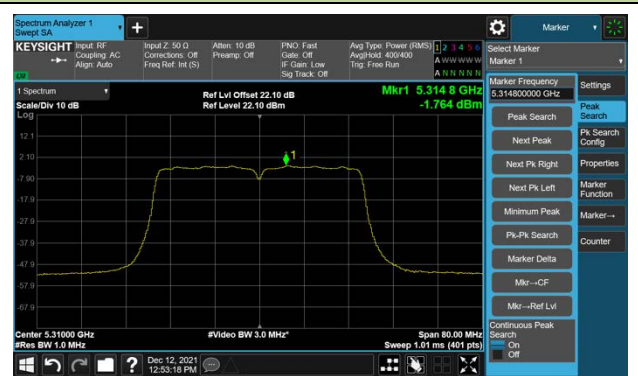 Spectrum Analyzer 1
Swept SA
Marker
KEYSIGHT
Input: RF
Coupling: AC
Align: Auto
Input Z: 50 Ω
Corrections: Off
Freq Ref: Int (S)
Atten: 10 dB
Preamp: Off
PNO: Fast
Gate: Off
IF Gain: Low
Sig Track: Off
Avg Type: Power (RMS)
Avg|Hold: 400/400
Trig: Free Run
1 2 3 4 5 6
A W W W W W
A N N N N N
LXI
Select Marker
Marker 1
1 Spectrum
Scale/Div 10 dB
Log
Ref Lvl Offset 22.10 dB
Ref Level 22.10 dBm
Mkr1 5.314 8 GHz
-1.764 dBm
12.1
2.10
-7.90
-17.9
-27.9
-37.9
-47.9
-57.9
-67.9
1
Center 5.31000 GHz
#Res BW 1.0 MHz
#Video BW 3.0 MHz*
Span 80.00 MHz
Sweep 1.01 ms (401 pts)
Marker Frequency
5.314800000 GHz
Peak Search
Next Peak
Next Pk Right
Next Pk Left
Minimum Peak
Pk-Pk Search
Marker Delta
Mkr→CF
Mkr→Ref Lvl
Continuous Peak
Search
On
Off
Settings
Peak
Search
Pk Search
Config
Properties
Marker
Function
Marker→
Counter
?
Dec 12, 2021
12:53:18 PM